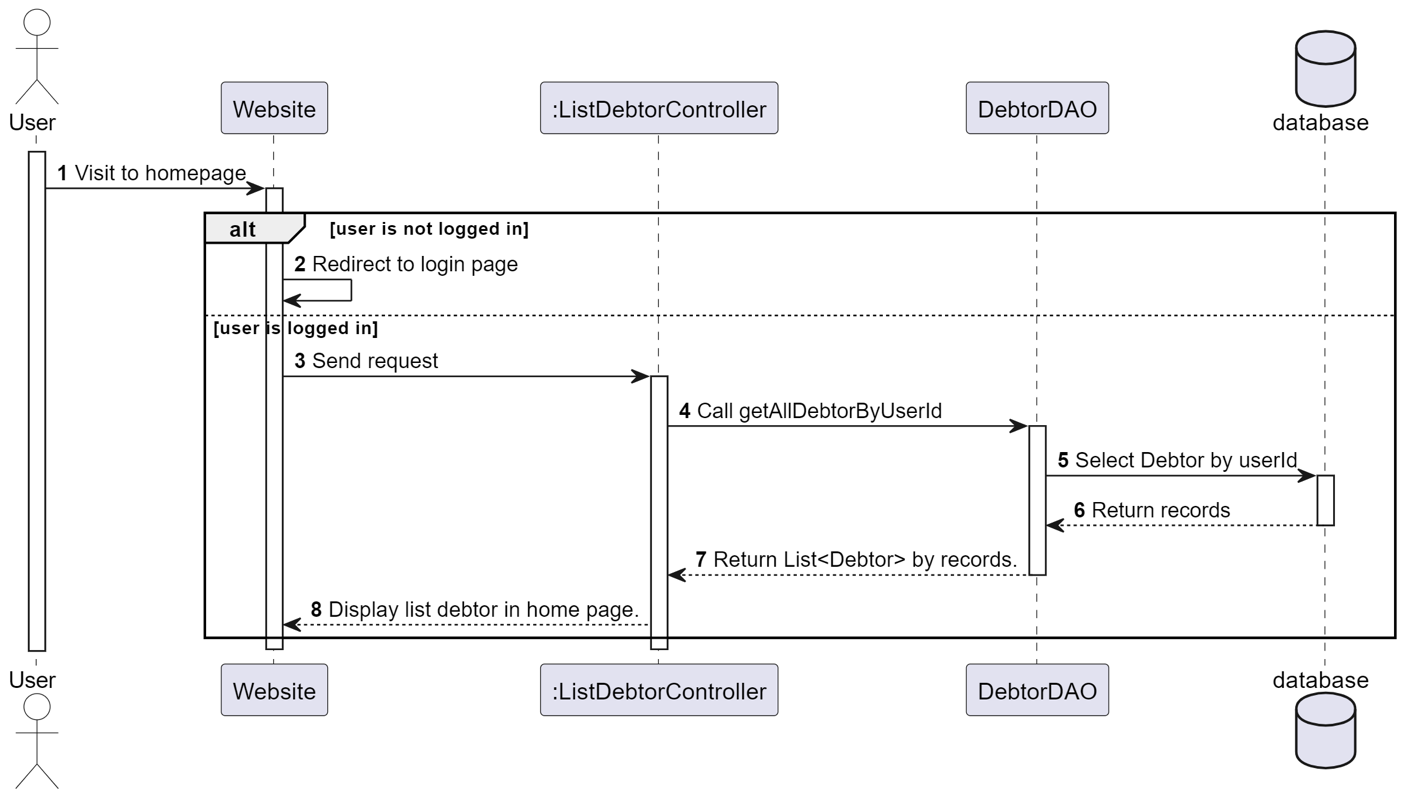 User
Website
:ListDebtorController
DebtorDAO
database
1 Visit to homepage
alt
[user is not logged in]
2 Redirect to login page
[user is logged in]
3 Send request
4 Call getAllDebtorByUserId
5 Select Debtor by userId
6 Return records
7 Return List<Debtor> by records.
8 Display list debtor in home page.
User
Website
:ListDebtorController
DebtorDAO
database